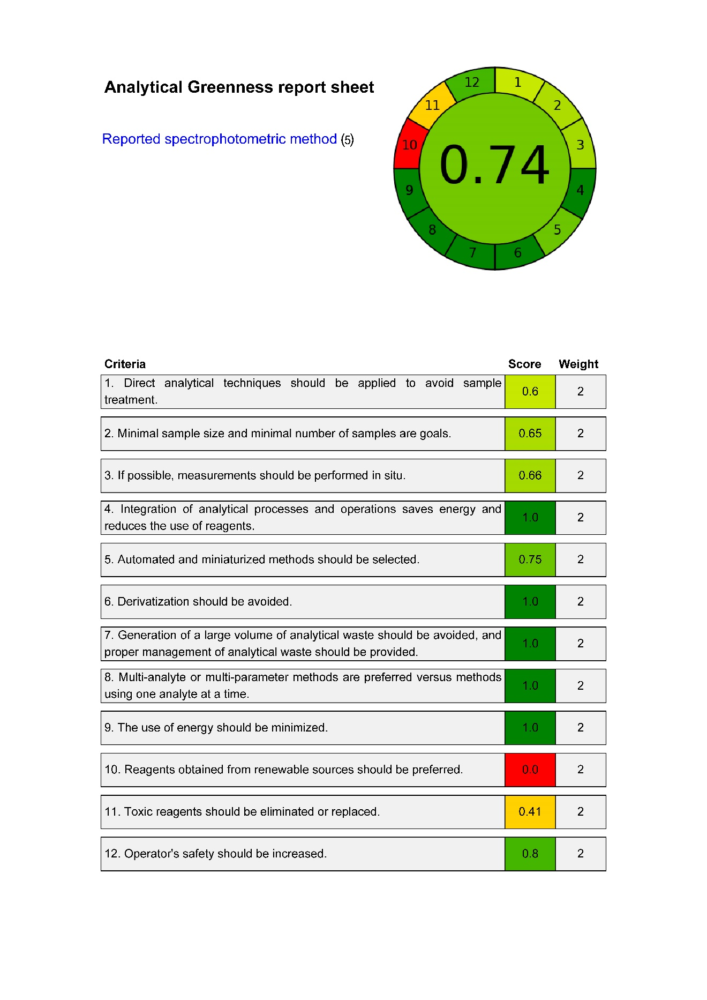 Analytical Greenness report sheet
Reported spectrophotometric method (5)
12
1
11
2
10
3
0.74
9
4
8
5
7
6
Criteria Score Weight
1. Direct analytical techniques should be applied to avoid sample
treatment.
0.6 2
2. Minimal sample size and minimal number of samples are goals. 0.65 2
3. If possible, measurements should be performed in situ. 0.66 2
4. Integration of analytical processes and operations saves energy and
reduces the use of reagents.
1.0 2
5. Automated and miniaturized methods should be selected. 0.75 2
6. Derivatization should be avoided. 1.0 2
7. Generation of a large volume of analytical waste should be avoided, and
proper management of analytical waste should be provided.
1.0 2
8. Multi-analyte or multi-parameter methods are preferred versus methods
using one analyte at a time.
1.0 2
9. The use of energy should be minimized. 1.0 2
10. Reagents obtained from renewable sources should be preferred. 0.0 2
11. Toxic reagents should be eliminated or replaced. 0.41 2
12. Operator's safety should be increased. 0.8 2